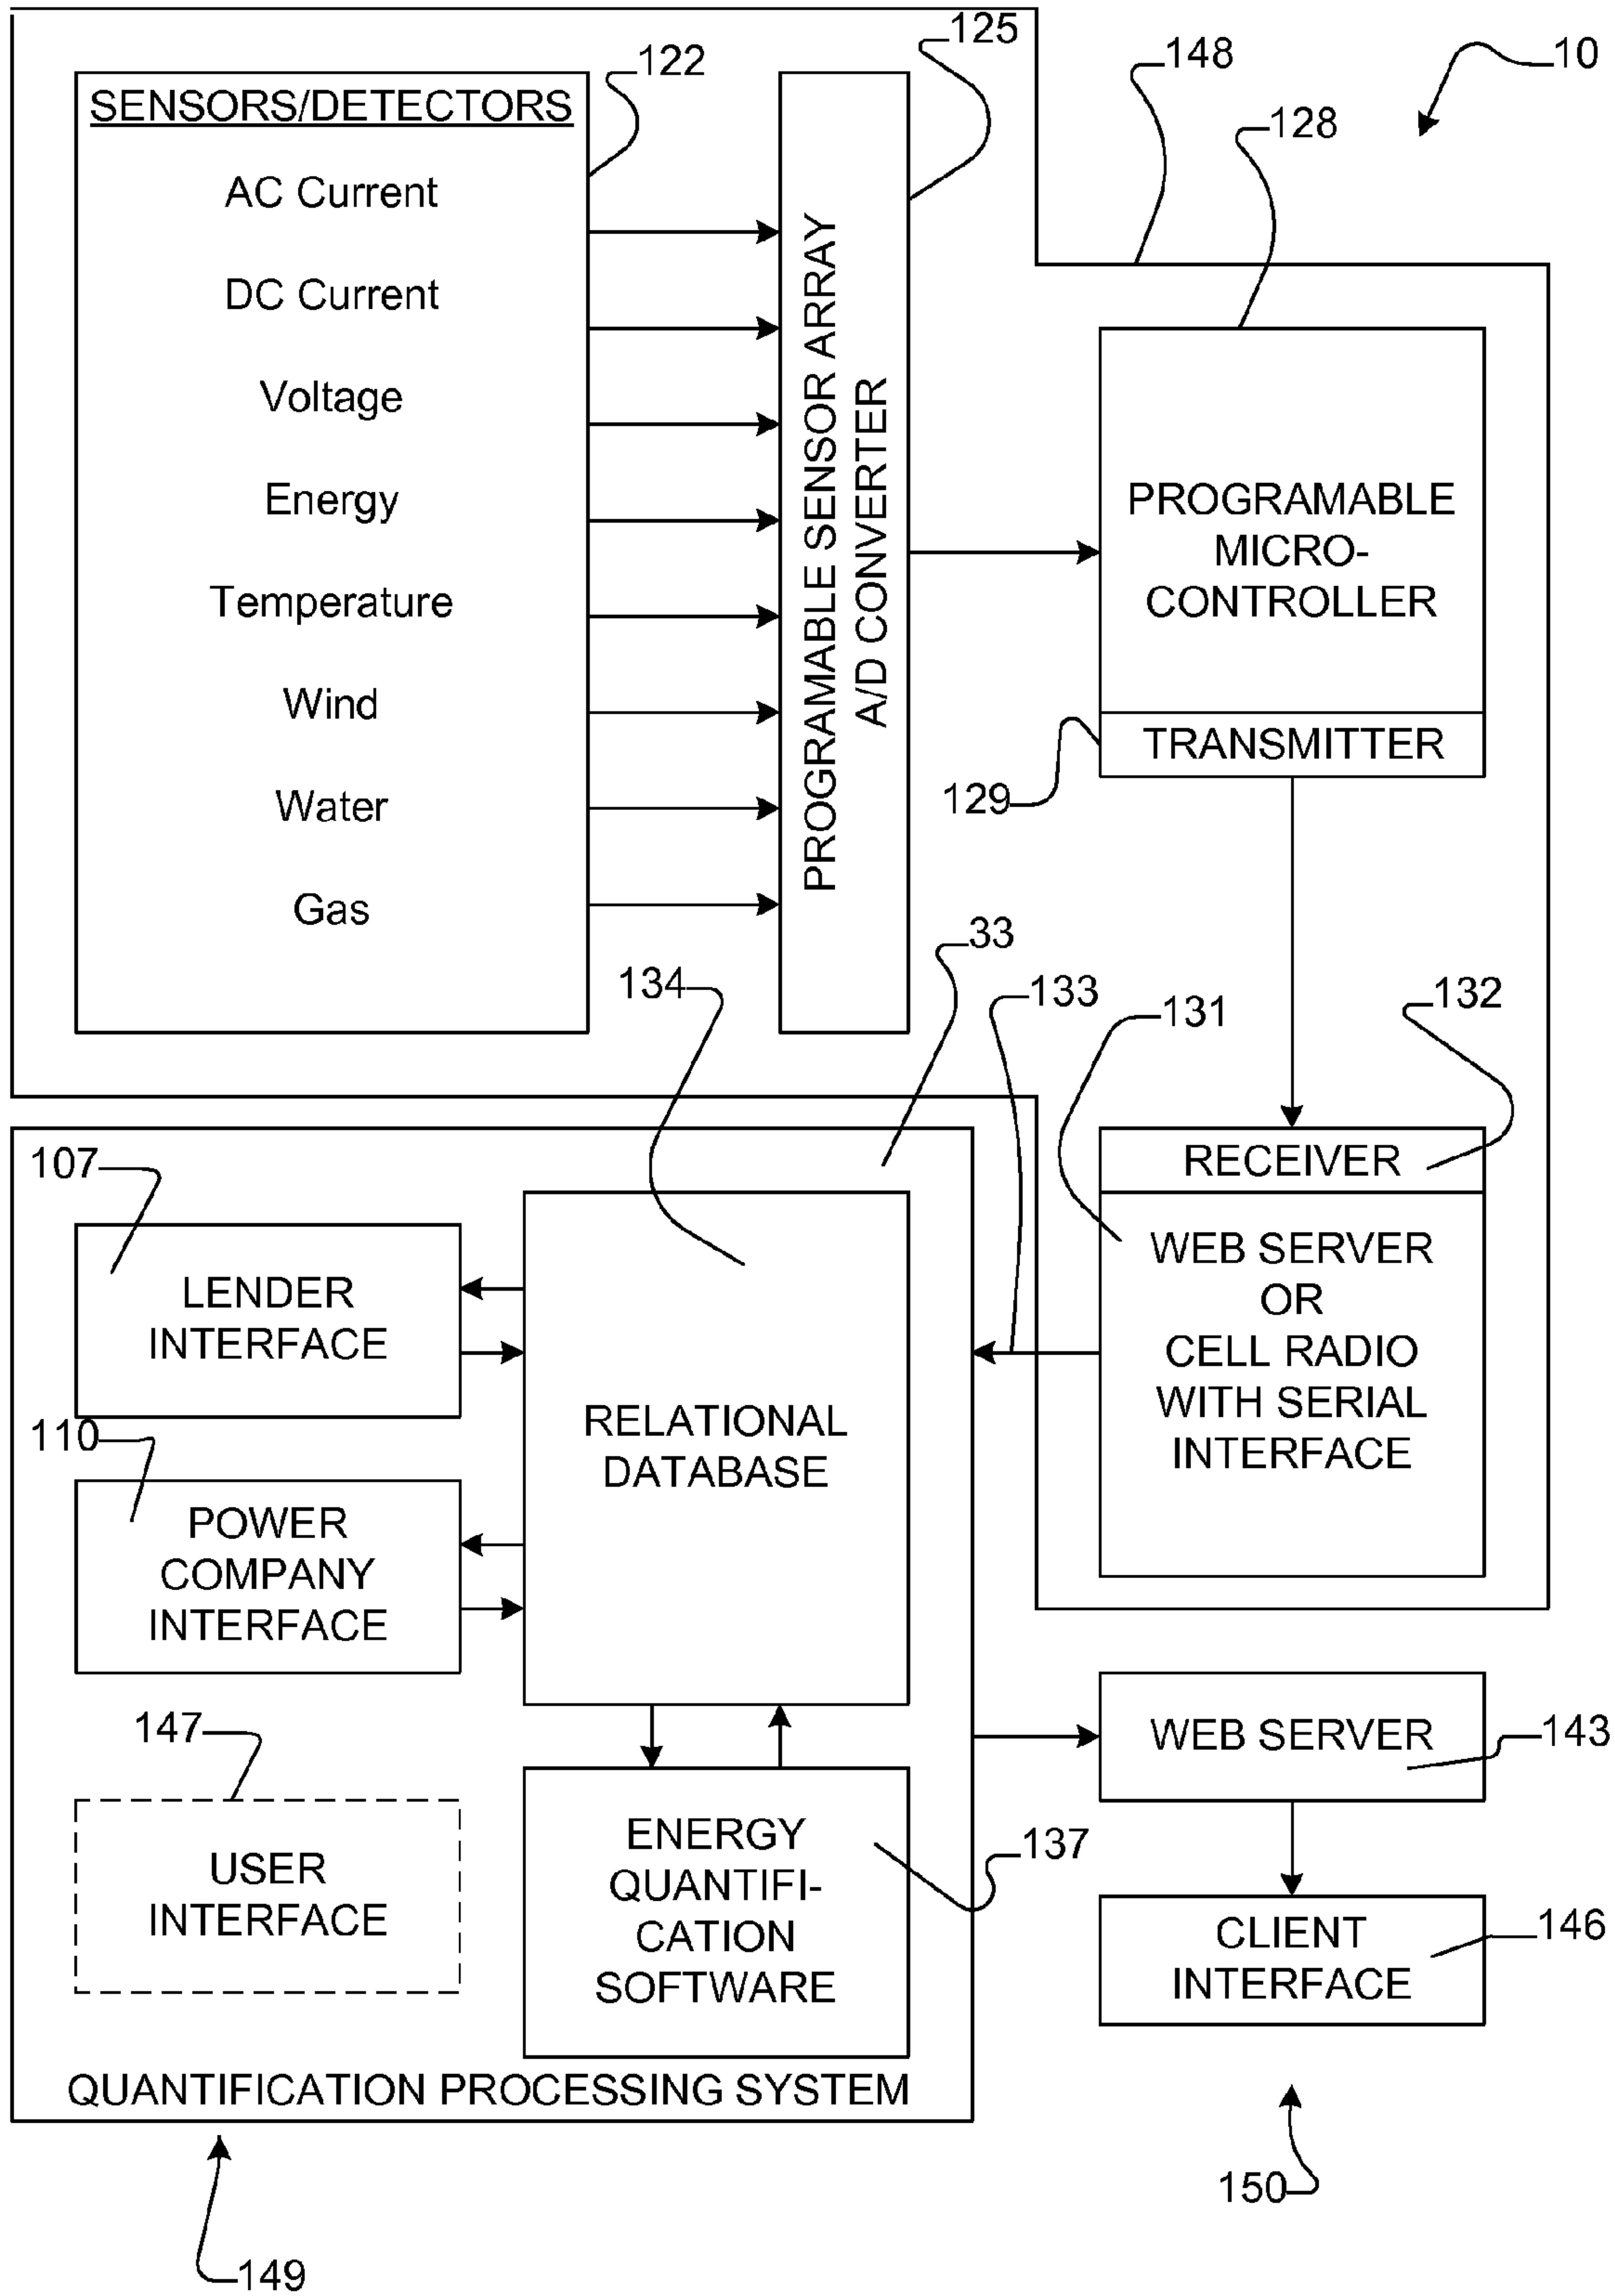 125
148
10
122
128
SENSORS/DETECTORS
AC Current
DC Current
Voltage
Energy
Temperature
Wind
Water
Gas
PROGRAMABLE SENSOR ARRAY
A/D CONVERTER
PROGRAMABLE
MICRO-
CONTROLLER
TRANSMITTER
129
33
134
133
131
132
RECEIVER
WEB SERVER
OR
CELL RADIO
WITH SERIAL
INTERFACE
107
LENDER
INTERFACE
110
POWER
COMPANY
INTERFACE
RELATIONAL
DATABASE
147
USER
INTERFACE
ENERGY
QUANTIFI-
CATION
SOFTWARE
137
QUANTIFICATION PROCESSING SYSTEM
WEB SERVER
143
CLIENT
INTERFACE
146
150
149